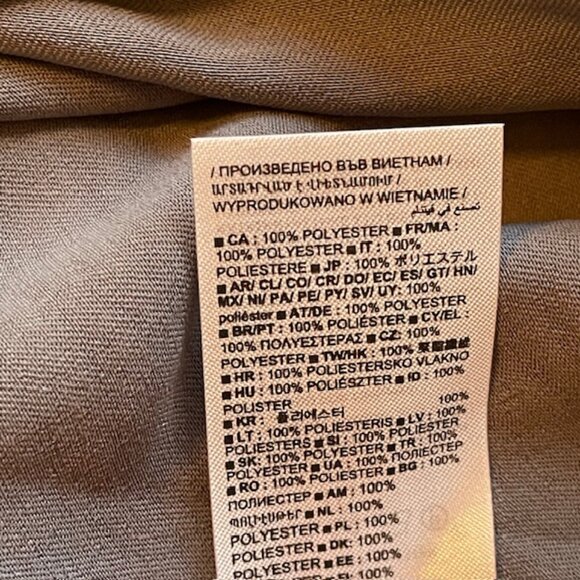 / ПРОИЗВЕДЕНО ВЪВ ВИЕТНАМ /
ԱՐՏԱԴՐՎԱԾ Է ՎԻԵՏՆԱՄՈՒՄ /
WYPRODUKOWANO W WIETNAMIE /
تصنع في فيتنام
■ CA : 100% POLYESTER ■ FR/MA :
100% POLYESTER ■ IT : 100%
POLIESTERE ■ JP : 100% ポリエステル
■ AR/ CL/ CO/ CR/ DO/ EC/ ES/ GT/ HN/
MX/ NI/ PA/ PE/ PY/ SV/ UY: 100%
poliéster ■ AT/DE : 100% POLYESTER
■ BR/PT : 100% POLIÉSTER ■ CY/EL :
100% ΠΟΛΥΕΣΤΕΡΑΣ ■ CZ: 100%
POLYESTER ■ TW/HK : 100% 聚酯纖維
■ HR : 100% POLIESTERSKO VLAKNO
■ HU : 100% POLIÉSZTER ■ ID : 100%
POLISTER
■ KR : 폴리에스터 100%
■ LT : 100% POLIESTERIS ■ LV : 100%
POLIESTERS ■ SI : 100% POLIESTER
■ SK: 100% POLYESTER ■ TR : 100%
POLYESTER ■ UA : 100% ПОЛІЕСТЕР
■ RO : 100% POLIESTER ■ BG : 100%
ПОЛИЕСТЕР ■ AM : 100%
ՊՈԼԻԷՍԹԵՐ ■ NL : 100%
POLYESTER ■ PL : 100%
POLIESTER ■ DK: 100%
POLYESTER ■ EE : 100%